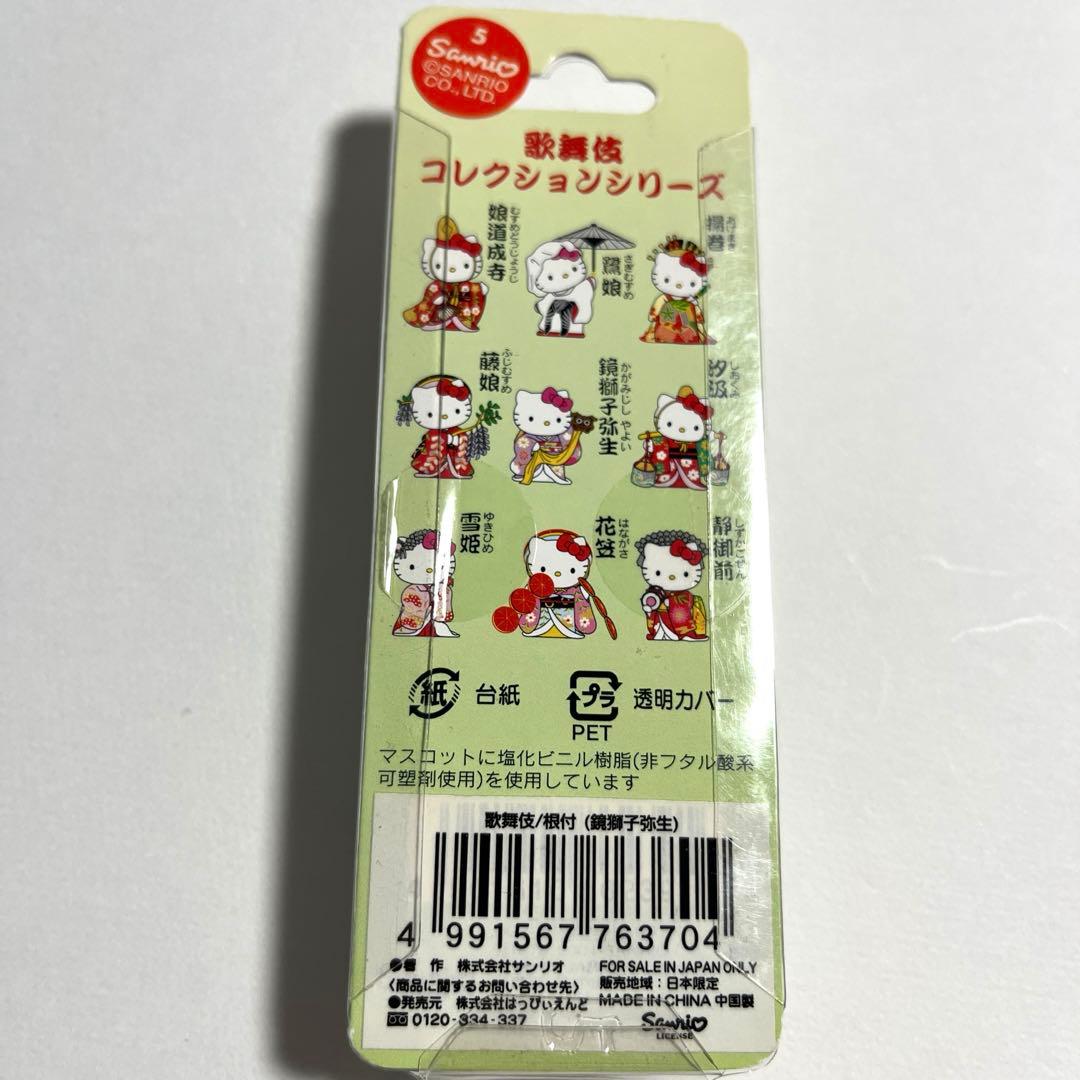 5
Sanrio
©SANRIO
CO., LTD.
歌舞伎
コレクションシリーズ
娘道成寺
むすめどうじょうじ
鷺娘
さぎむすめ
揚巻
あげまき
藤娘
ふじむすめ
鏡獅子弥生
かがみじし やよい
汐汲
しおくみ
雪姫
ゆきひめ
花笠
はながさ
静御前
しずかごぜん
紙 台紙
プラ 透明カバー
PET
マスコットに塩化ビニル樹脂(非フタル酸系
可塑剤使用)を使用しています
歌舞伎/根付 (鏡獅子弥生)
4 991567 763704
●著 作 株式会社サンリオ
〈商品に関するお問い合わせ先〉
●発売元 株式会社はっぴぃえんど
0120-334-337
FOR SALE IN JAPAN ONLY
販売地域：日本限定
MADE IN CHINA 中国製
Sanrio
LICENSE